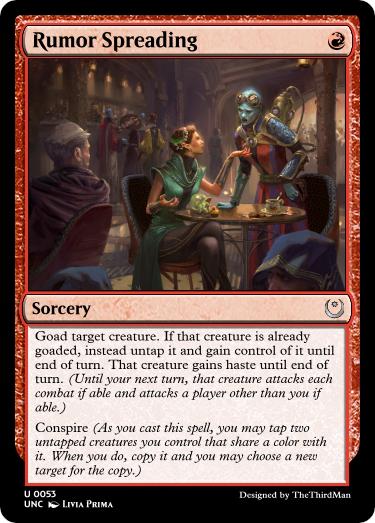 Rumor Spreading
Sorcery
Goad target creature. If that creature is already
goaded, instead untap it and gain control of it until
end of turn. That creature gains haste until end of
turn. (Until your next turn, that creature attacks each
combat if able and attacks a player other than you if
able.)
Conspire (As you cast this spell, you may tap two
untapped creatures you control that share a color with
it. When you do, copy it and you may choose a new
target for the copy.)
U 0053
UNC LIVIA PRIMA
Designed by TheThirdMan